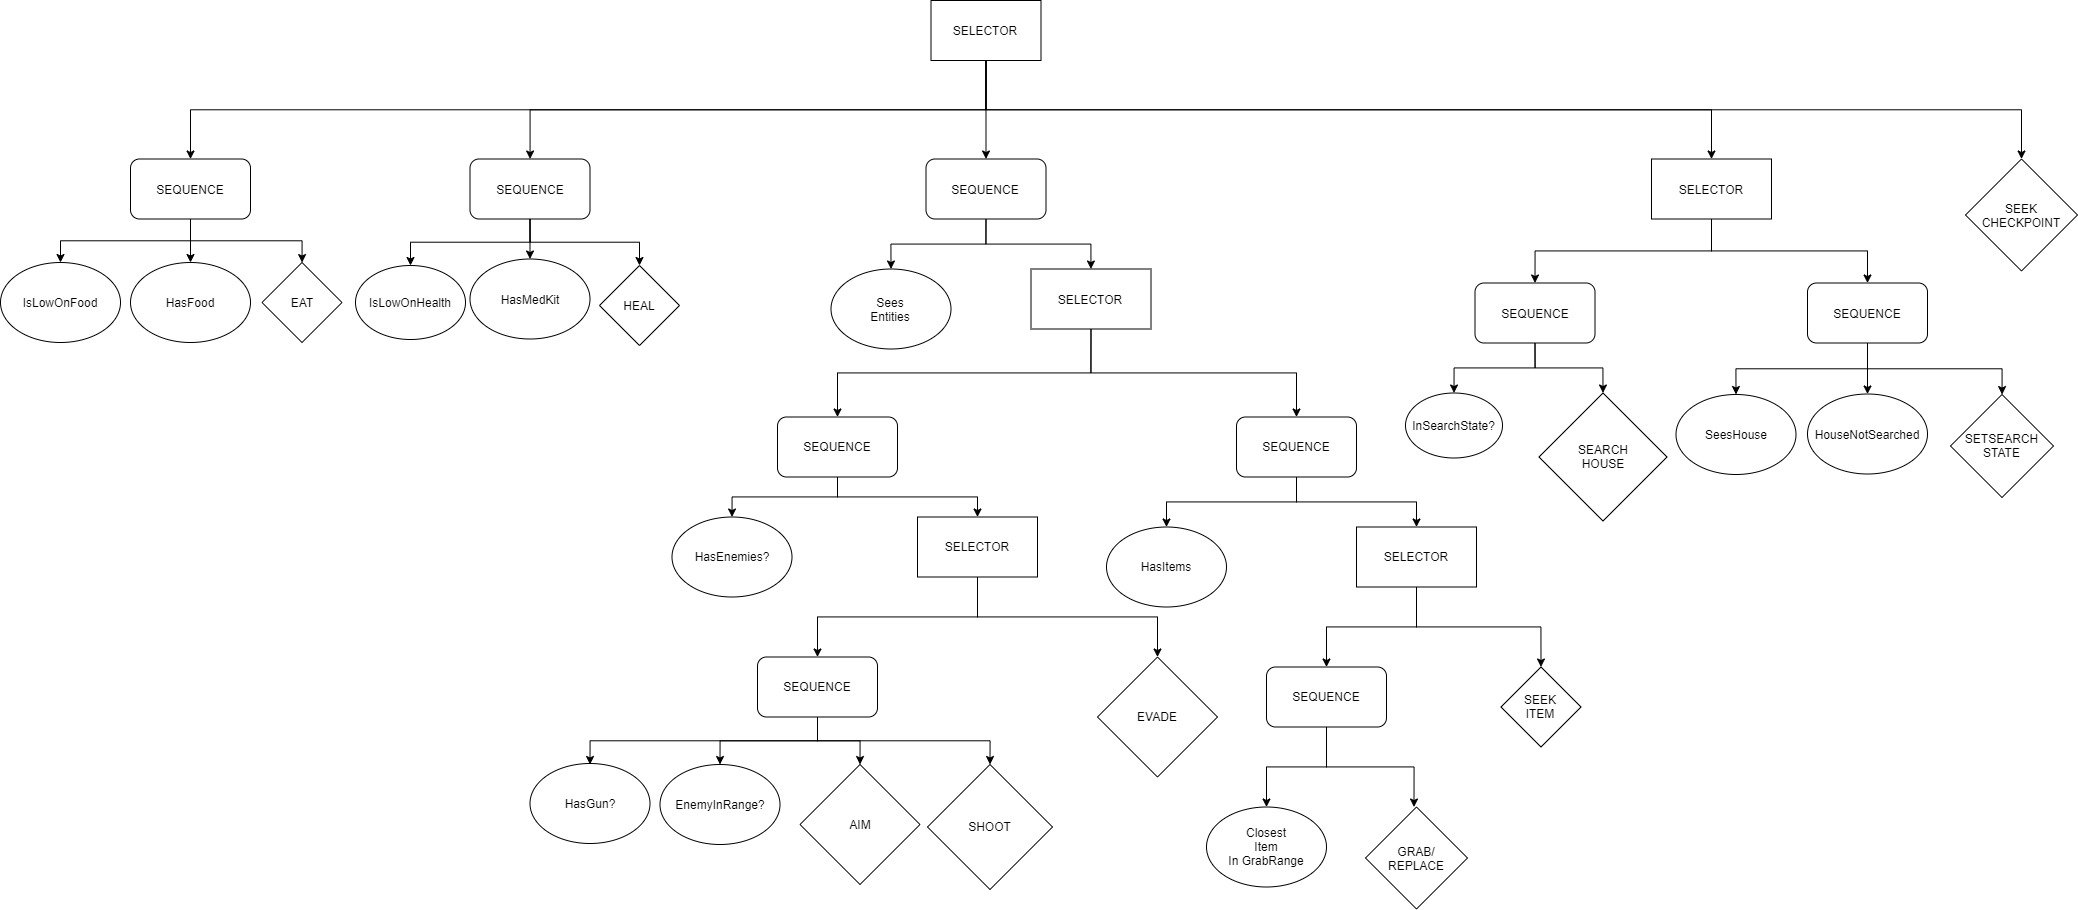 SELECTOR
SEQUENCE
SEQUENCE
SEQUENCE
SELECTOR
SEEK
CHECKPOINT
IsLowOnFood
HasFood
EAT
IsLowOnHealth
HasMedKit
HEAL
Sees
Entities
SELECTOR
SEQUENCE
SEQUENCE
InSearchState?
SEARCH
HOUSE
SeesHouse
HouseNotSearched
SETSEARCH
STATE
SEQUENCE
SEQUENCE
HasEnemies?
SELECTOR
HasItems
SELECTOR
SEQUENCE
EVADE
SEQUENCE
SEEK
ITEM
HasGun?
EnemyInRange?
AIM
SHOOT
Closest
Item
In GrabRange
GRAB/
REPLACE